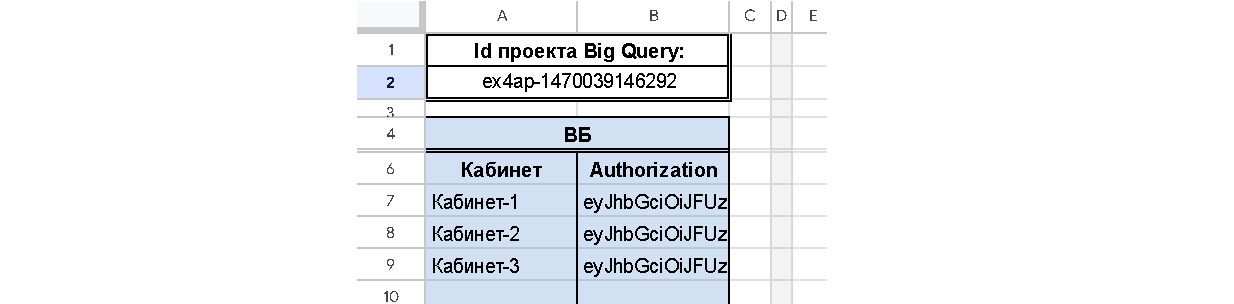 A B C D E
1 Id проекта Big Query:
2 ex4ap-1470039146292
3
4 ВБ
6 Кабинет Authorization
7 Кабинет-1 eyJhbGciOiJFUz
8 Кабинет-2 eyJhbGciOiJFUz
9 Кабинет-3 eyJhbGciOiJFUz
10